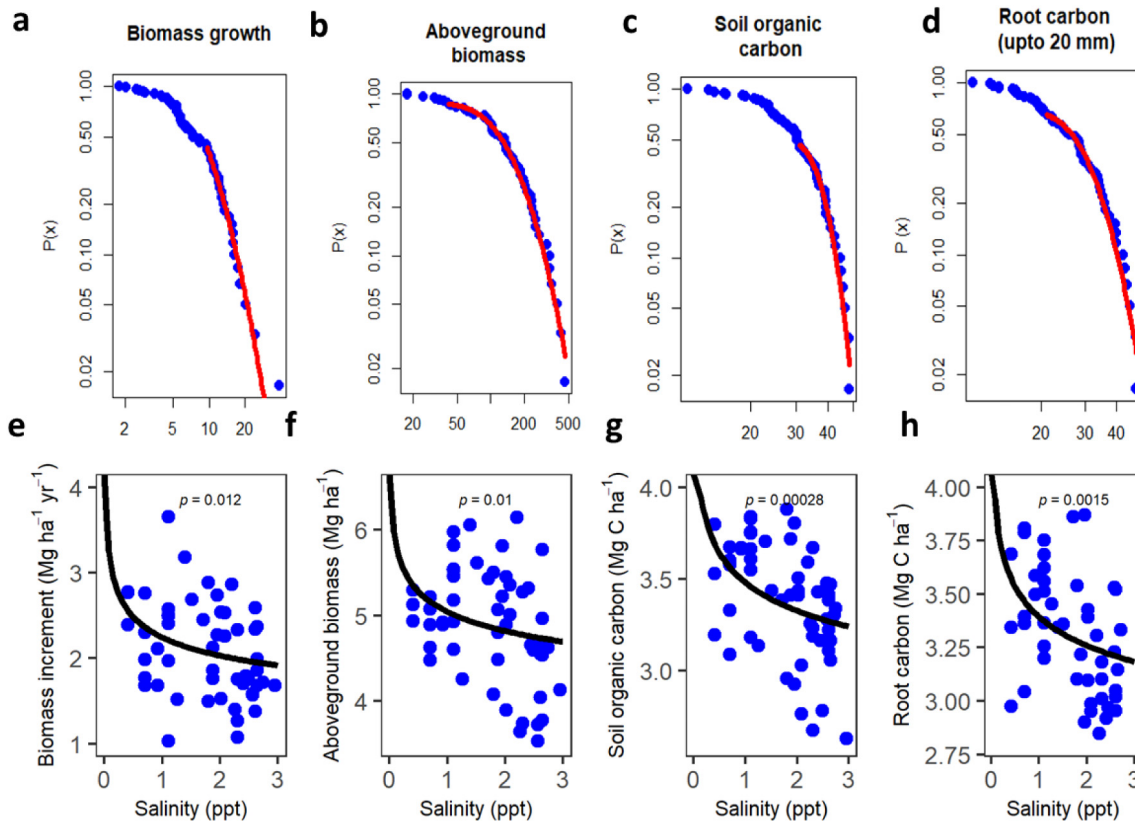 a
Biomass growth
P(x)
1.00
0.50
0.20
0.10
0.05
0.02
2 5 10 20
b
Aboveground
biomass
P(x)
1.00
0.50
0.20
0.10
0.05
0.02
20 50 200 500
c
Soil organic
carbon
P(x)
1.00
0.50
0.20
0.10
0.05
0.02
20 30 40
d
Root carbon
(upto 20 mm)
P(x)
1.00
0.50
0.20
0.10
0.05
0.02
20 30 40
e
Biomass increment (Mg ha⁻¹ yr⁻¹)
p = 0.012
4
3
2
1
0 1 2 3
Salinity (ppt)
f
Aboveground biomass (Mg ha⁻¹)
p = 0.01
6
5
4
0 1 2 3
Salinity (ppt)
g
Soil organic carbon (Mg C ha⁻¹)
p = 0.00028
4.0
3.5
3.0
0 1 2 3
Salinity (ppt)
h
Root carbon (Mg C ha⁻¹)
p = 0.0015
4.00
3.75
3.50
3.25
3.00
2.75
0 1 2 3
Salinity (ppt)